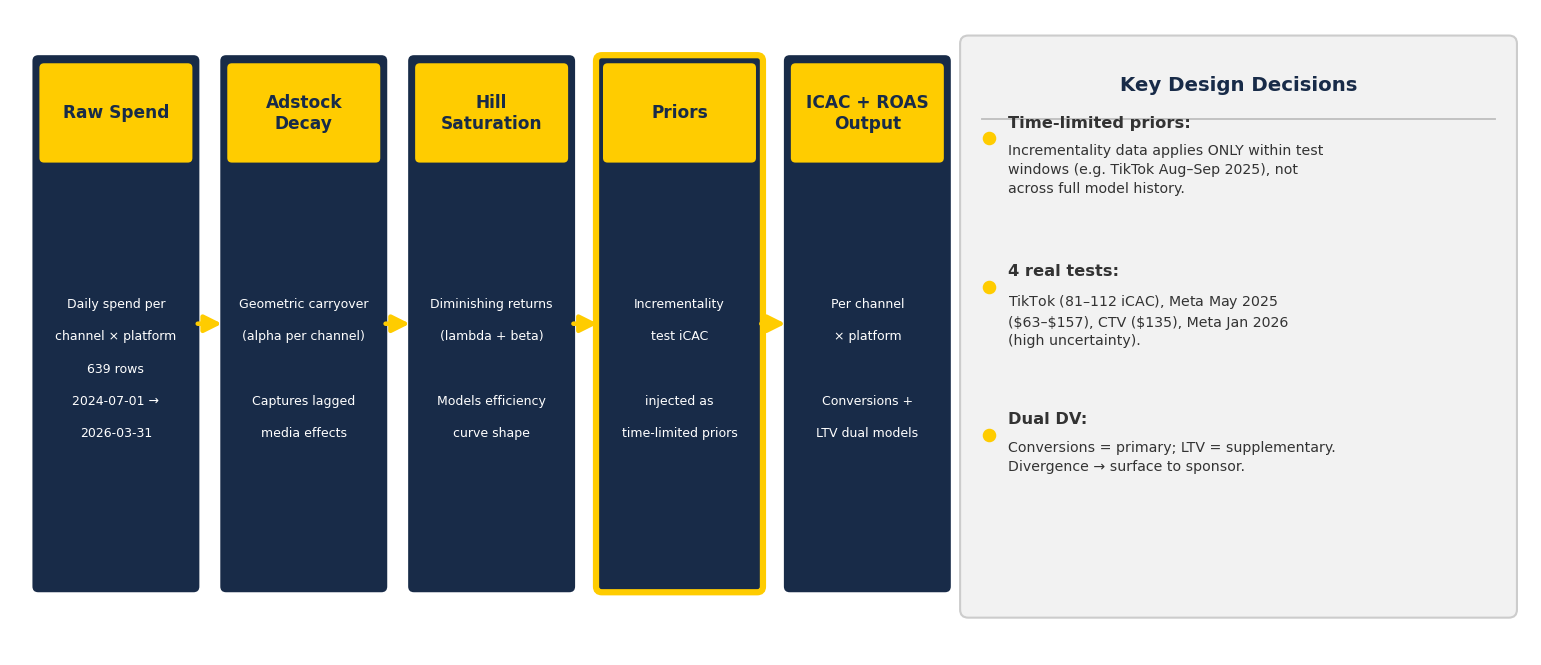 Raw Spend
Daily spend per
channel × platform
639 rows
2024-07-01 →
2026-03-31
Adstock
Decay
Geometric carryover
(alpha per channel)
Captures lagged
media effects
Hill
Saturation
Diminishing returns
(lambda + beta)
Models efficiency
curve shape
Priors
Incrementality
test iCAC
injected as
time-limited priors
ICAC + ROAS
Output
Per channel
× platform
Conversions +
LTV dual models
Key Design Decisions
Time-limited priors:
Incrementality data applies ONLY within test
windows (e.g. TikTok Aug–Sep 2025), not
across full model history.
4 real tests:
TikTok (81–112 iCAC), Meta May 2025
($63–$157), CTV ($135), Meta Jan 2026
(high uncertainty).
Dual DV:
Conversions = primary; LTV = supplementary.
Divergence → surface to sponsor.